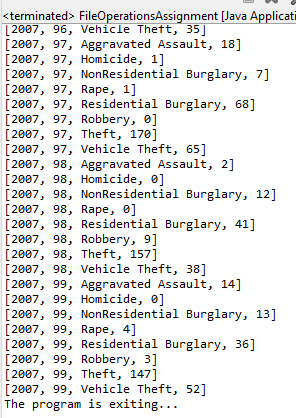 <terminated> FileOperationsAssignment [Java Applicati
[2007, 96, Vehicle Theft, 35]
[2007, 97, Aggravated Assault, 18]
[2007, 97, Homicide, 1]
[2007, 97, NonResidential Burglary, 7]
[2007, 97, Rape, 1]
[2007, 97, Residential Burglary, 68]
[2007, 97, Robbery, 0]
[2007, 97, Theft, 170]
[2007, 97, Vehicle Theft, 65]
[2007, 98, Aggravated Assault, 2]
[2007, 98, Homicide, 0]
[2007, 98, NonResidential Burglary, 12]
[2007, 98, Rape, 0]
[2007, 98, Residential Burglary, 41]
[2007, 98, Robbery, 9]
[2007, 98, Theft, 157]
[2007, 98, Vehicle Theft, 38]
[2007, 99, Aggravated Assault, 14]
[2007, 99, Homicide, 0]
[2007, 99, NonResidential Burglary, 13]
[2007, 99, Rape, 4]
[2007, 99, Residential Burglary, 36]
[2007, 99, Robbery, 3]
[2007, 99, Theft, 147]
[2007, 99, Vehicle Theft, 52]
The program is exiting...